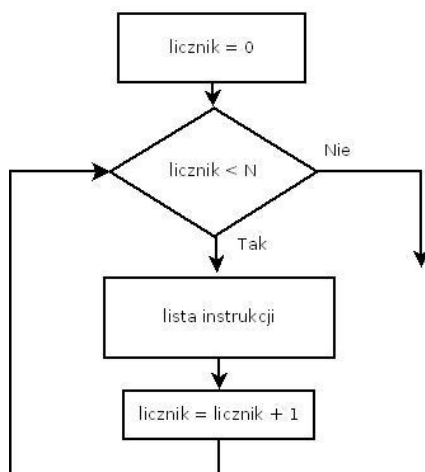 licznik = 0
licznik < N
Nie
Tak
lista instrukcji
licznik = licznik + 1